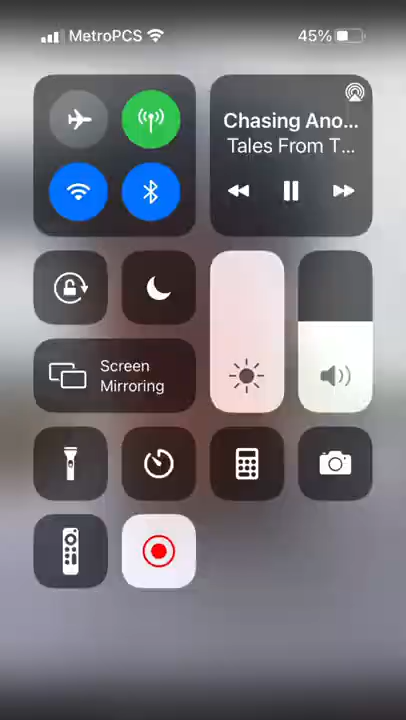 MetroPCS
45%
Chasing Ano...
Tales From T...
Screen
Mirroring